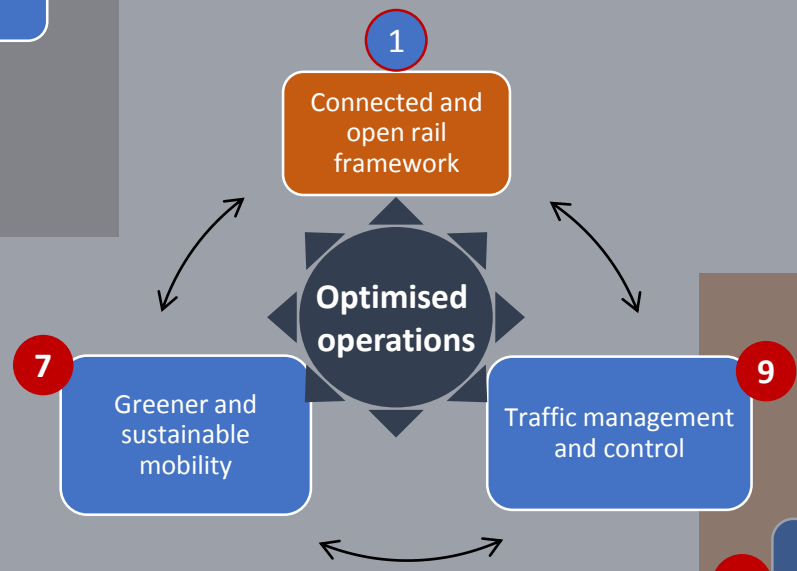 1
Connected and
open rail
framework
Optimised
operations
7
Greener and
sustainable
mobility
9
Traffic management
and control